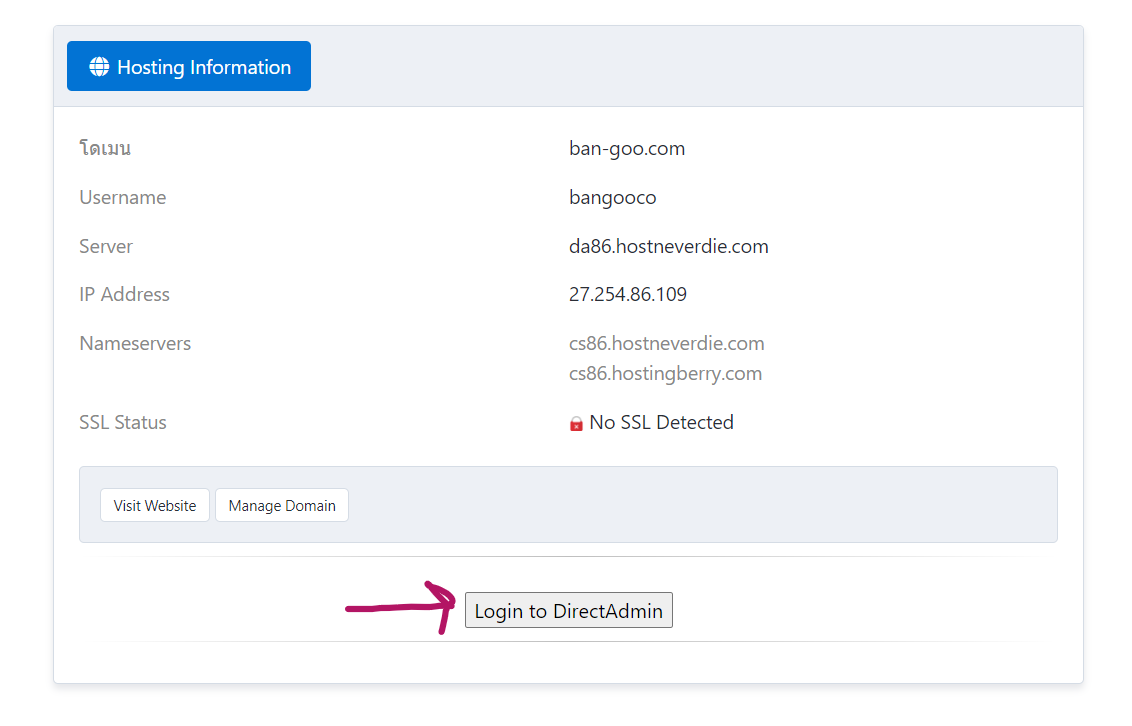 Hosting Information
โดเมน ban-goo.com
Username bangooco
Server da86.hostneverdie.com
IP Address 27.254.86.109
Nameservers cs86.hostneverdie.com
cs86.hostingberry.com
SSL Status No SSL Detected
Visit Website Manage Domain
Login to DirectAdmin